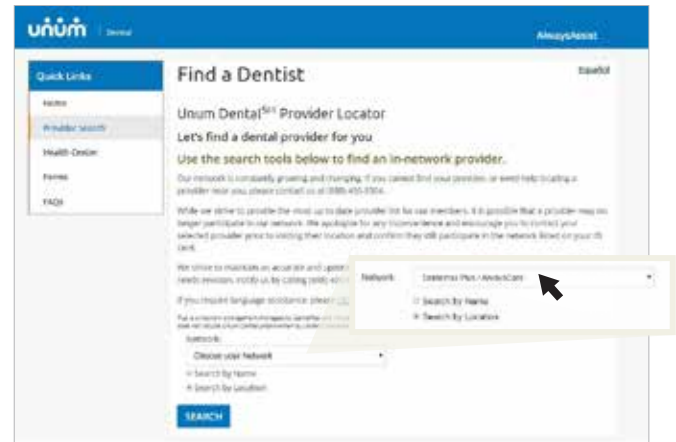 unum | Dental
AlwaysAssist
Quick Links
Home
Provider Search
Health Center
Forms
FAQs
Find a Dentist
Español
Unum Dental Provider Locator
Let's find a dental provider for you
Use the search tools below to find an in-network provider.
Our network is constantly growing and changing. If you cannot find your provider, or need help locating a
provider near you, please contact us at
While we strive to provide the most up to date provider list for our members, it is possible that a provider may no
longer participate in our network. We apologize for any inconvenience and encourage you to contact your
selected provider prior to visiting their location and confirm they still participate in the network listed on your ID
card.
We strive to maintain an accurate and
needs revision, notify us by calling
If you require language assistance, please
Network
Choose your Network
Search by Name
Search by Location
SEARCH
Network
Search by Name
Search by Location